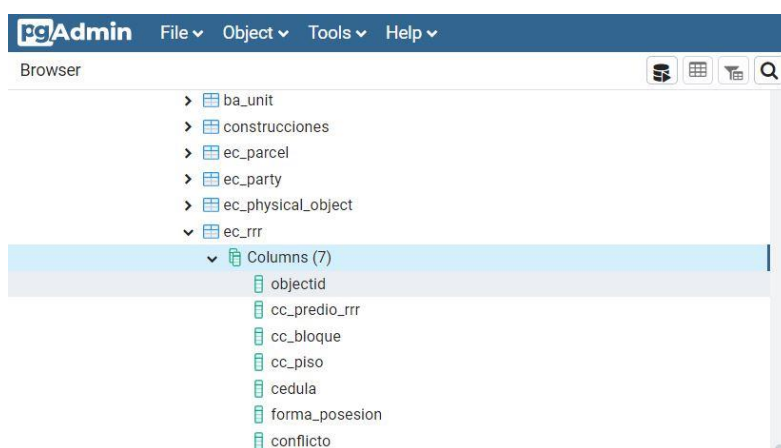 pgAdmin File Object Tools Help
Browser
ba_unit
construcciones
ec_parcel
ec_party
ec_physical_object
ec_rrr
Columns (7)
objectid
cc_predio_rrr
cc_bloque
cc_piso
cedula
forma_posesion
conflicto